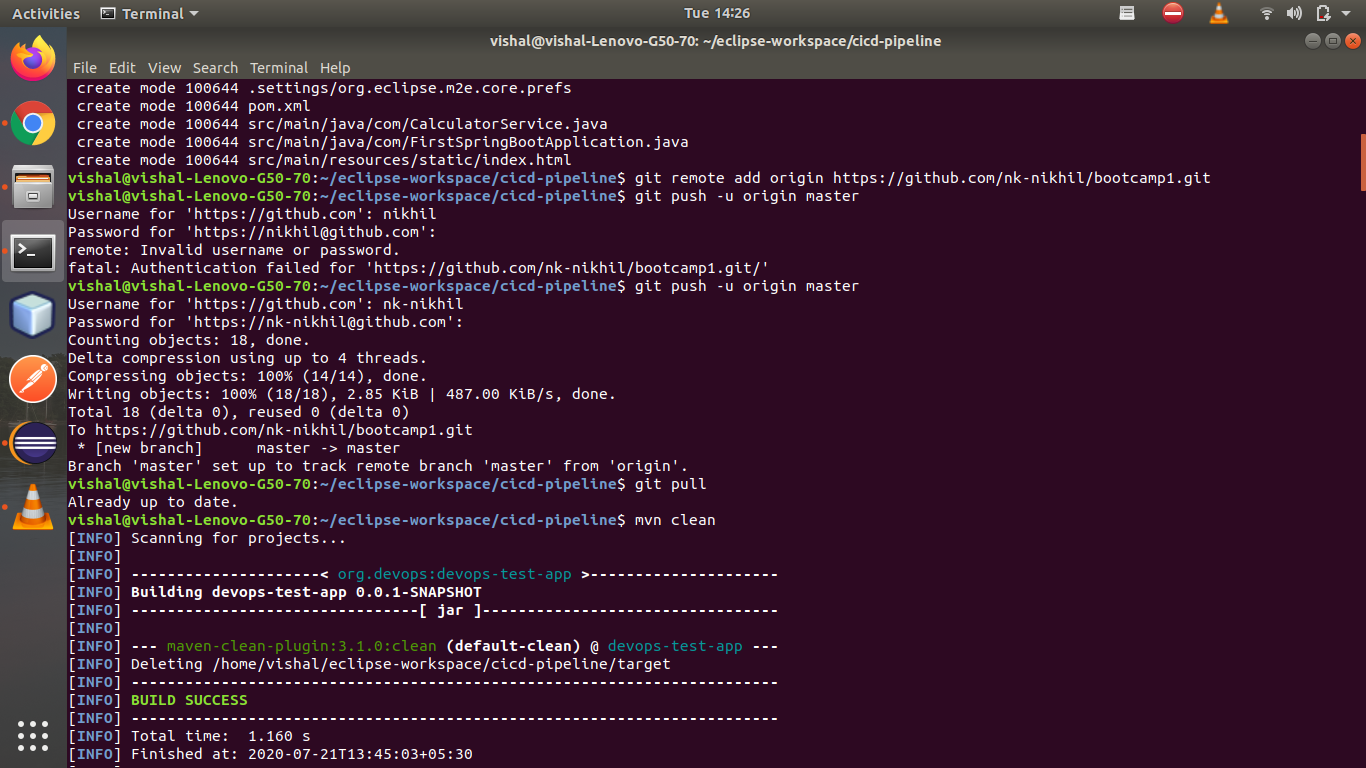 Activities
Terminal
Tue 14:26
vishal@vishal-Lenovo-G50-70: ~/eclipse-workspace/cicd-pipeline
File Edit View Search Terminal Help
 create mode 100644 .settings/org.eclipse.m2e.core.prefs
 create mode 100644 pom.xml
 create mode 100644 src/main/java/com/CalculatorService.java
 create mode 100644 src/main/java/com/FirstSpringBootApplication.java
 create mode 100644 src/main/resources/static/index.html
vishal@vishal-Lenovo-G50-70:~/eclipse-workspace/cicd-pipeline$ git remote add origin https://github.com/nk-nikhil/bootcamp1.git
vishal@vishal-Lenovo-G50-70:~/eclipse-workspace/cicd-pipeline$ git push -u origin master
Username for 'https://github.com': nikhil
Password for 'https://nikhil@github.com':
remote: Invalid username or password.
fatal: Authentication failed for 'https://github.com/nk-nikhil/bootcamp1.git/'
vishal@vishal-Lenovo-G50-70:~/eclipse-workspace/cicd-pipeline$ git push -u origin master
Username for 'https://github.com': nk-nikhil
Password for 'https://nk-nikhil@github.com':
Counting objects: 18, done.
Delta compression using up to 4 threads.
Compressing objects: 100% (14/14), done.
Writing objects: 100% (18/18), 2.85 KiB | 487.00 KiB/s, done.
Total 18 (delta 0), reused 0 (delta 0)
To https://github.com/nk-nikhil/bootcamp1.git
 * [new branch]      master -> master
Branch 'master' set up to track remote branch 'master' from 'origin'.
vishal@vishal-Lenovo-G50-70:~/eclipse-workspace/cicd-pipeline$ git pull
Already up to date.
vishal@vishal-Lenovo-G50-70:~/eclipse-workspace/cicd-pipeline$ mvn clean
[INFO] Scanning for projects...
[INFO]
[INFO] ---------------------< org.devops:devops-test-app >---------------------
[INFO] Building devops-test-app 0.0.1-SNAPSHOT
[INFO] --------------------------------[ jar ]---------------------------------
[INFO]
[INFO] --- maven-clean-plugin:3.1.0:clean (default-clean) @ devops-test-app ---
[INFO] Deleting /home/vishal/eclipse-workspace/cicd-pipeline/target
[INFO] ------------------------------------------------------------------------
[INFO] BUILD SUCCESS
[INFO] ------------------------------------------------------------------------
[INFO] Total time:  1.160 s
[INFO] Finished at: 2020-07-21T13:45:03+05:30